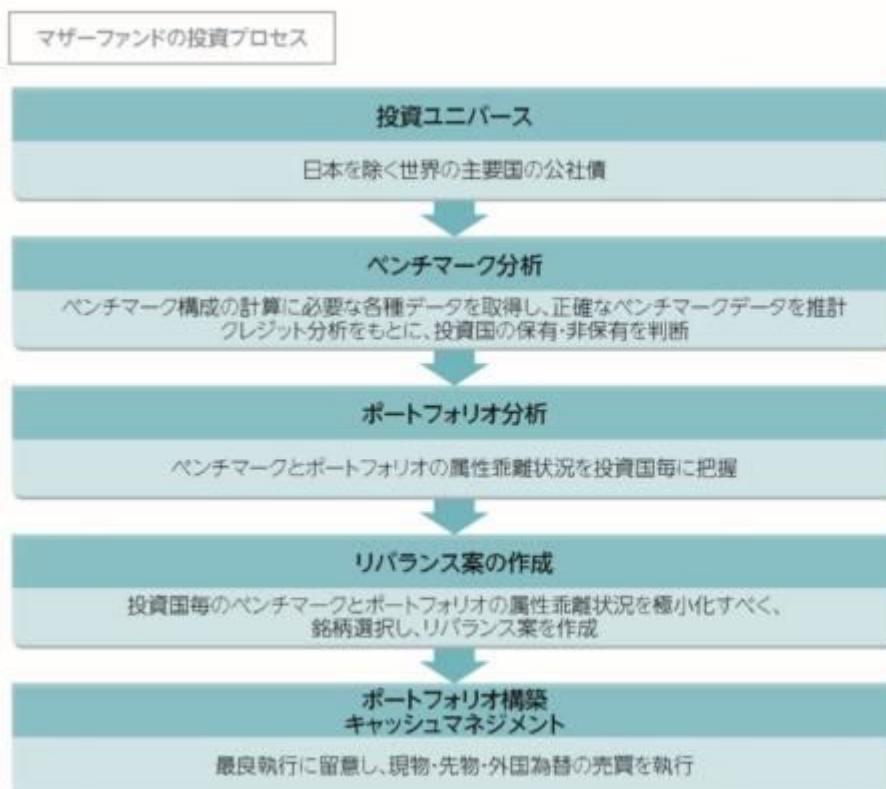 マザーファンドの投資プロセス
投資ユニバース
日本を除く世界の主要国の公社債
ベンチマーク分析
ベンチマーク構成の計算に必要な各種データを取得し、正確なベンチマークデータを推計
クレジット分析をもとに、投資国の保有・非保有を判断
ポートフォリオ分析
ベンチマークとポートフォリオの属性乖離状況を投資国毎に把握
リバランス案の作成
投資国毎のベンチマークとポートフォリオの属性乖離状況を極小化すべく、
銘柄選択し、リバランス案を作成
ポートフォリオ構築
キャッシュマネジメント
最良執行に留意し、現物・先物・外国為替の売買を執行